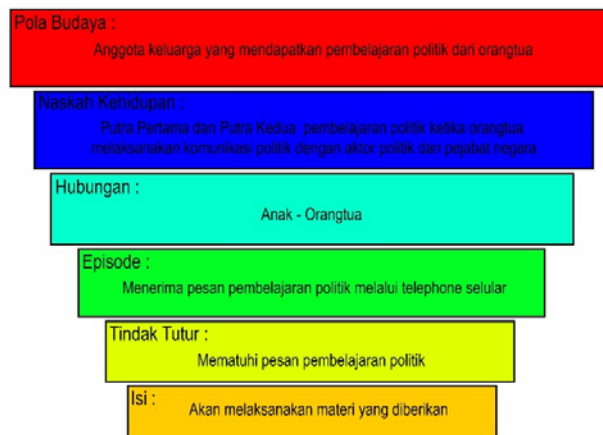 Pola Budaya :
Anggota keluarga yang mendapatkan pembelajaran politik dari orangtua
Naskah Kehidupan :
Putra Pertama dan Putra Kedua pembelajaran politik ketika orangtua
melaksanakan komunikasi politik dengan aktor politik dan pejabat negara
Hubungan :
Anak - Orangtua
Episode :
Menerima pesan pembelajaran politik melalui telephone selular
Tindak Tutur :
Mematuhi pesan pembelajaran politik
Isi :
Akan melaksanakan materi yang diberikan